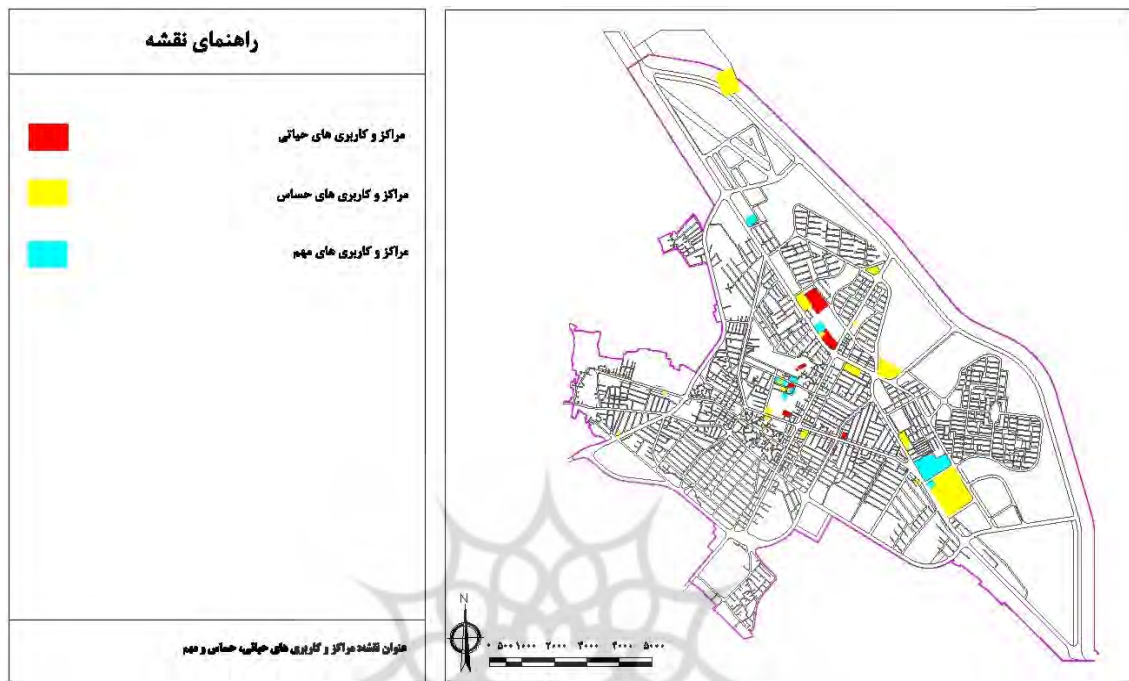 راهنمای نقشه
مراکز و کاربری های حیاتی
مراکز و کاربری های حساس
مراکز و کاربری های مهم
عنوان نقشه: مراکز و کاربری های حیاتی، حساس و مهم
N
۰ ۵۰۰ ۱۰۰۰ ۲۰۰۰ ۳۰۰۰ ۴۰۰۰ ۵۰۰۰